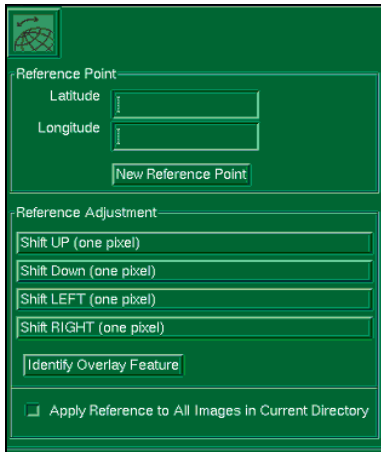 Reference Point
Latitude
Longitude
New Reference Point
Reference Adjustment
Shift UP (one pixel)
Shift Down (one pixel)
Shift LEFT (one pixel)
Shift RIGHT (one pixel)
Identify Overlay Feature
Apply Reference to All Images in Current Directory